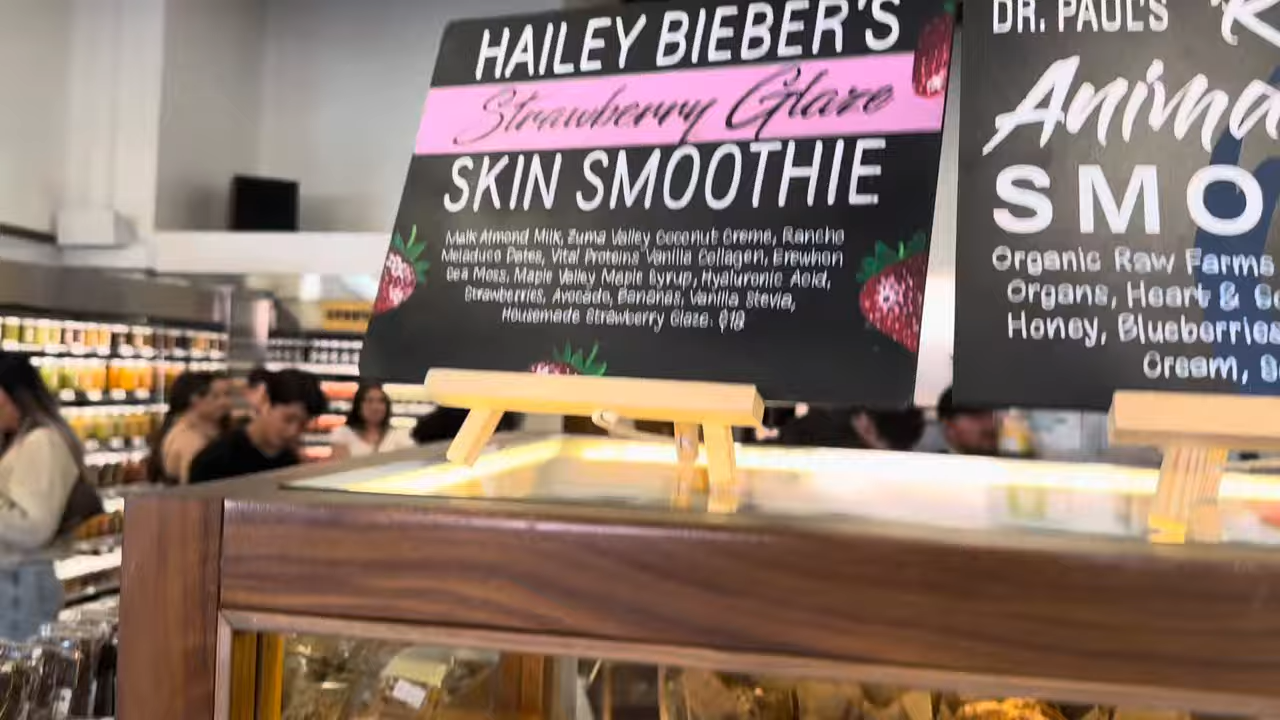 HAILEY BIEBER'S
Strawberry Glaze
SKIN SMOOTHIE
Malk Almond Milk, Zuma Valley Coconut Creme, Rancho
Meladuco Dates, Vital Proteins Vanilla Collagen, Erewhon
Sea Moss, Maple Valley Maple Syrup, Hyaluronic Acid,
Strawberries, Avocado, Bananas, Vanilla Stevia,
Housemade Strawberry Glaze.
DR. PAUL'S
Anima
SMO
Organic Raw Farms
Organs, Heart &
Honey, Blueberries
Cream,